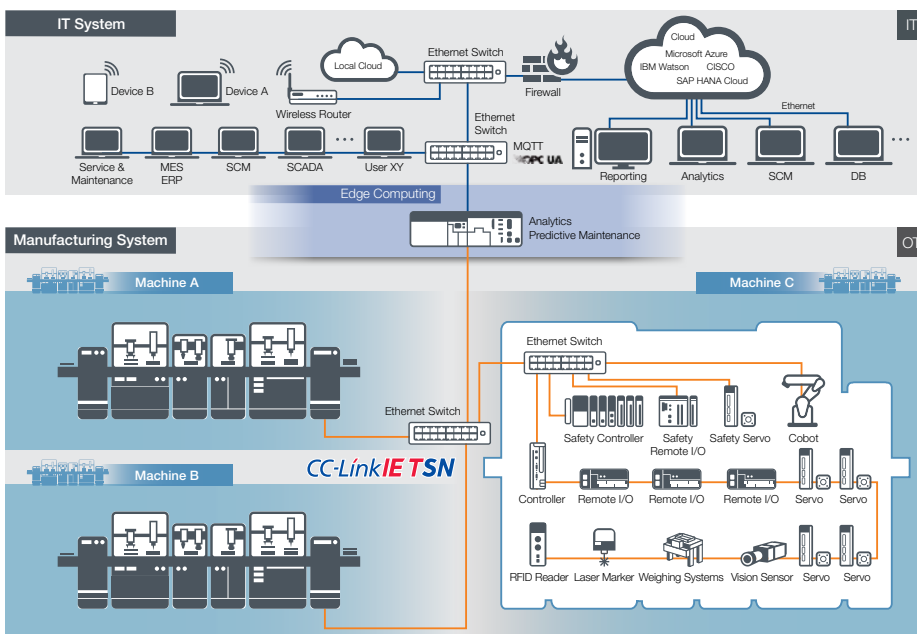 IT System
IT
Cloud
Microsoft Azure
IBM Watson CISCO
SAP HANA Cloud
Local Cloud
Ethernet Switch
Firewall
Device B
Device A
Wireless Router
Ethernet
Ethernet
Switch
MQTT
OPC UA
Service &
Maintenance
MES
ERP
SCM
SCADA
...
User XY
Reporting
Analytics
SCM
DB
...
Edge Computing
Analytics
Predictive Maintenance
Manufacturing System
Machine A
Machine C
Ethernet Switch
Ethernet Switch
Safety Controller
Safety
Remote I/O
Safety Servo
Cobot
CC-Link IE TSN
Machine B
Controller
Remote I/O
Remote I/O
Remote I/O
Servo
Servo
RFID Reader
Laser Marker
Weighing Systems
Vision Sensor
Servo
Servo